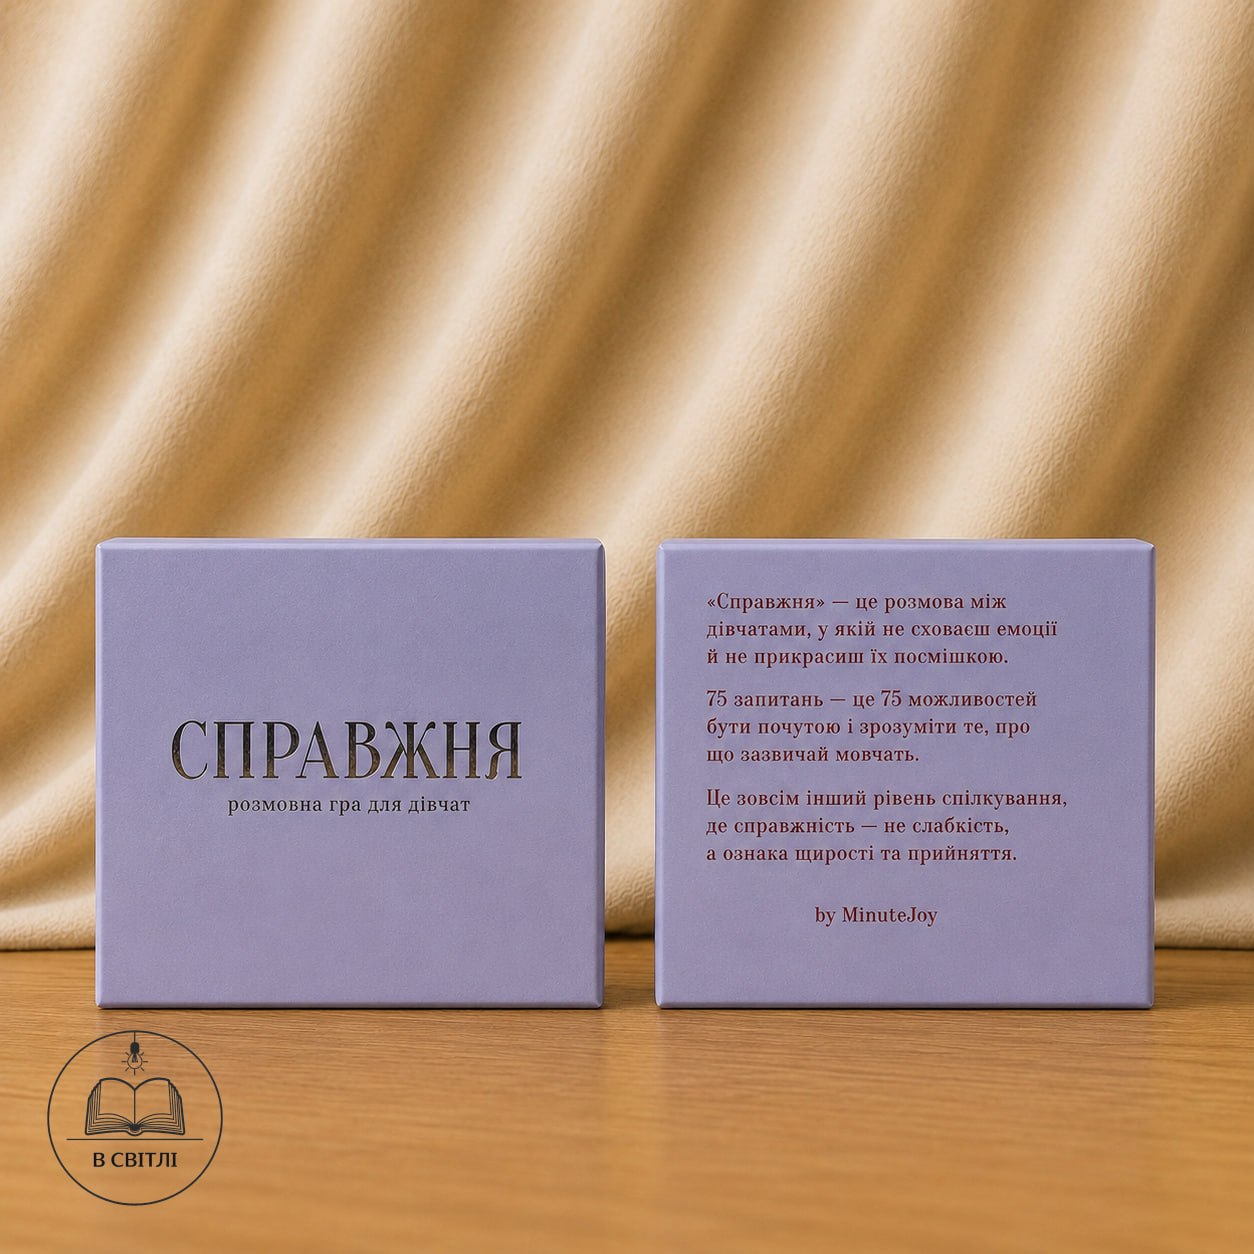 СПРАВЖНЯ
розмовна гра для дівчат
«Справжня» — це розмова між
дівчатами, у якій не сховаєш емоції
й не прикрасиш їх посмішкою.
75 запитань — це 75 можливостей
бути почутою і зрозуміти те, про
що зазвичай мовчать.
Це зовсім інший рівень спілкування,
де справжність — не слабкість,
а ознака щирості та прийняття.
by MinuteJoy
В СВІТЛІ